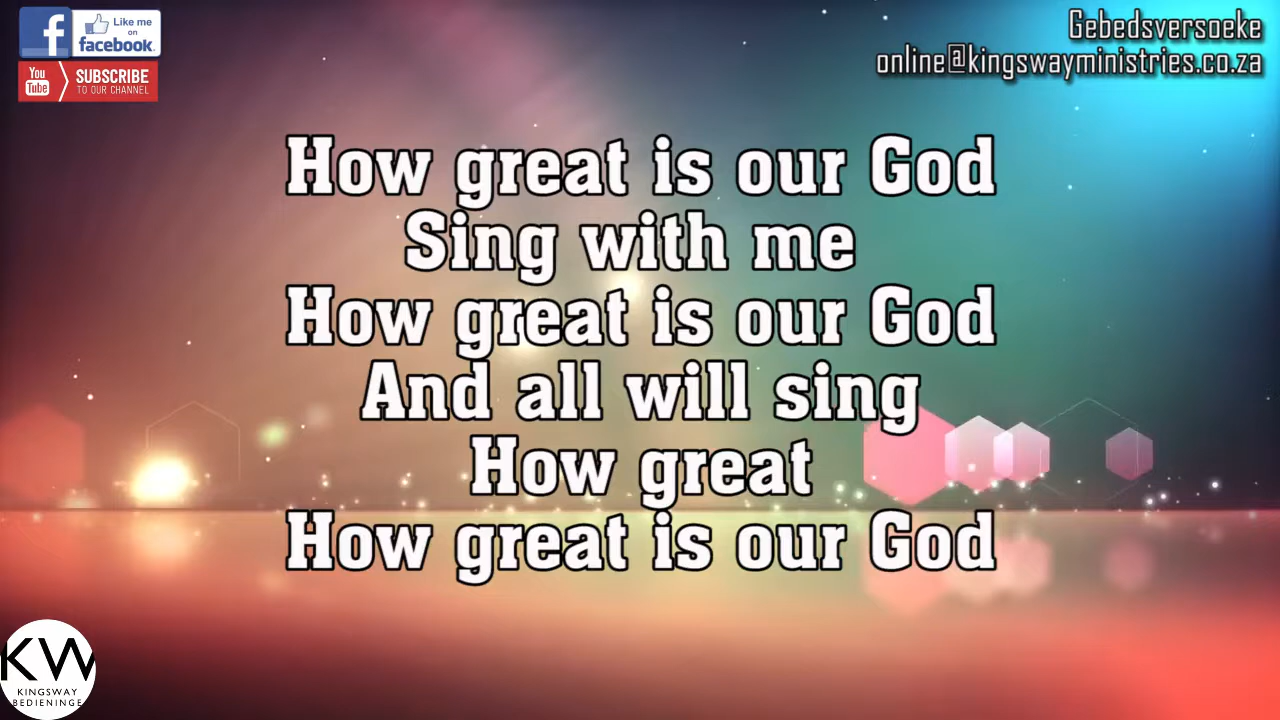 f Like me
on
facebook.
You Tube SUBSCRIBE
TO OUR CHANNEL
Gebedsversoeke
online@kingswayministries.co.za
How great is our God
Sing with me
How great is our God
And all will sing
How great
How great is our God
KW
KINGSWAY
BEDIENINGE